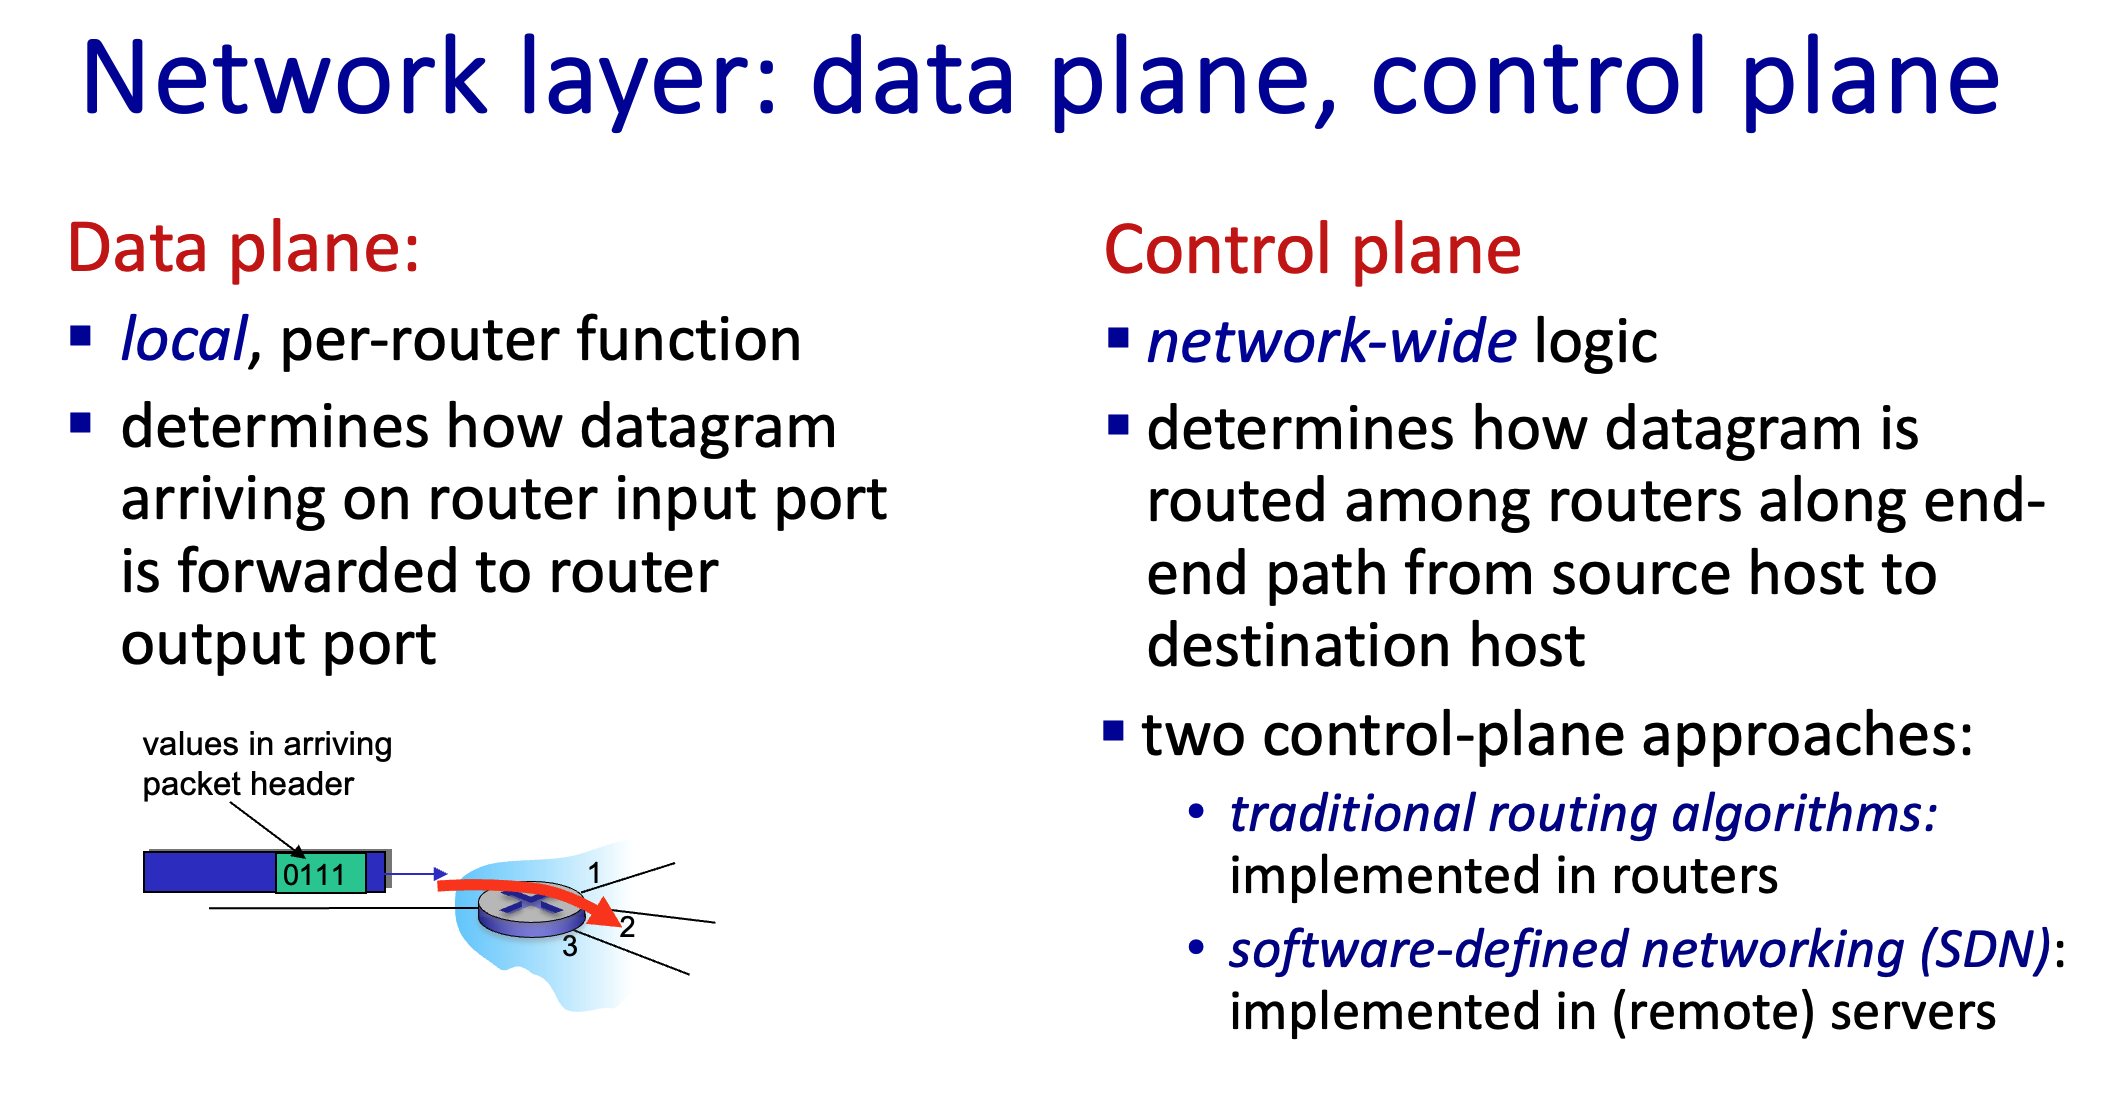 Network layer: data plane, control plane
Data plane:
▪ local, per-router function
▪ determines how datagram
arriving on router input port
is forwarded to router
output port
values in arriving
packet header
0111
1
2
3
Control plane
▪ network-wide logic
▪ determines how datagram is
routed among routers along end-
end path from source host to
destination host
▪ two control-plane approaches:
• traditional routing algorithms:
implemented in routers
• software-defined networking (SDN):
implemented in (remote) servers